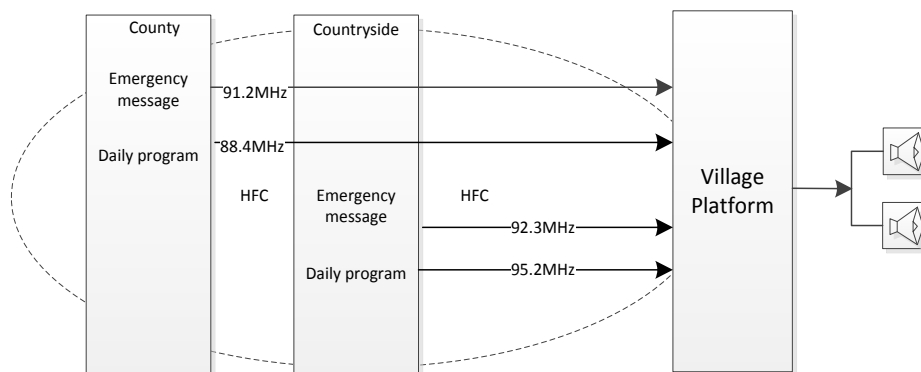 County
Countryside
Emergency
message
91.2MHz
Daily program
88.4MHz
HFC
Emergency
message
HFC
92.3MHz
Daily program
95.2MHz
Village
Platform